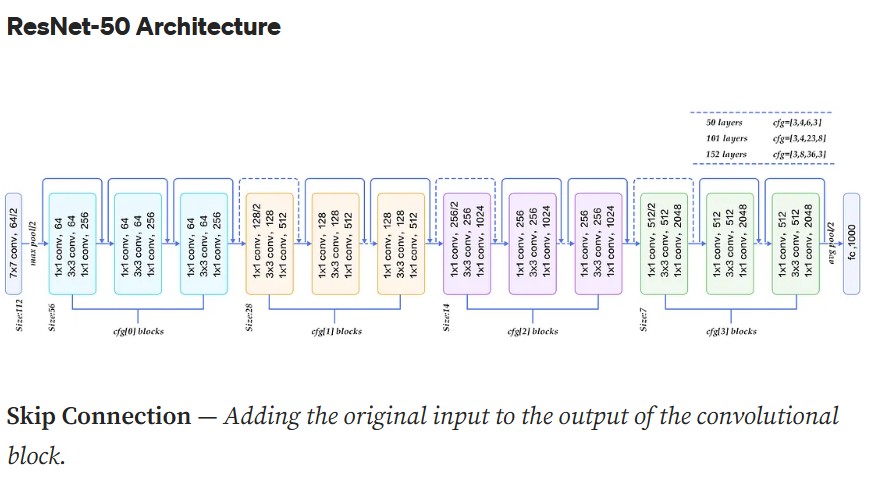 ResNet-50 Architecture
50 layers cfg=[3,4,6,3]
101 layers cfg=[3,4,23,8]
152 layers cfg=[3,8,36,3]
7x7 conv, 64/2
max pool/2
1x1 conv, 64
3x3 conv, 64
1x1 conv, 256
1x1 conv, 64
3x3 conv, 64
1x1 conv, 256
1x1 conv, 64
3x3 conv, 64
1x1 conv, 256
1x1 conv, 128/2
3x3 conv, 128
1x1 conv, 512
1x1 conv, 128
3x3 conv, 128
1x1 conv, 512
1x1 conv, 128
3x3 conv, 128
1x1 conv, 512
1x1 conv, 256/2
3x3 conv, 256
1x1 conv, 1024
1x1 conv, 256
3x3 conv, 256
1x1 conv, 1024
1x1 conv, 256
3x3 conv, 256
1x1 conv, 1024
1x1 conv, 512/2
3x3 conv, 512
1x1 conv, 2048
1x1 conv, 512
3x3 conv, 512
1x1 conv, 2048
1x1 conv, 512
3x3 conv, 512
1x1 conv, 2048
avg pool/2
fc ,1000
Size:112
Size:56
cfg[0] blocks
Size:28
cfg[1] blocks
Size:14
cfg[2] blocks
Size:7
cfg[3] blocks
Skip Connection — Adding the original input to the output of the convolutional
block.